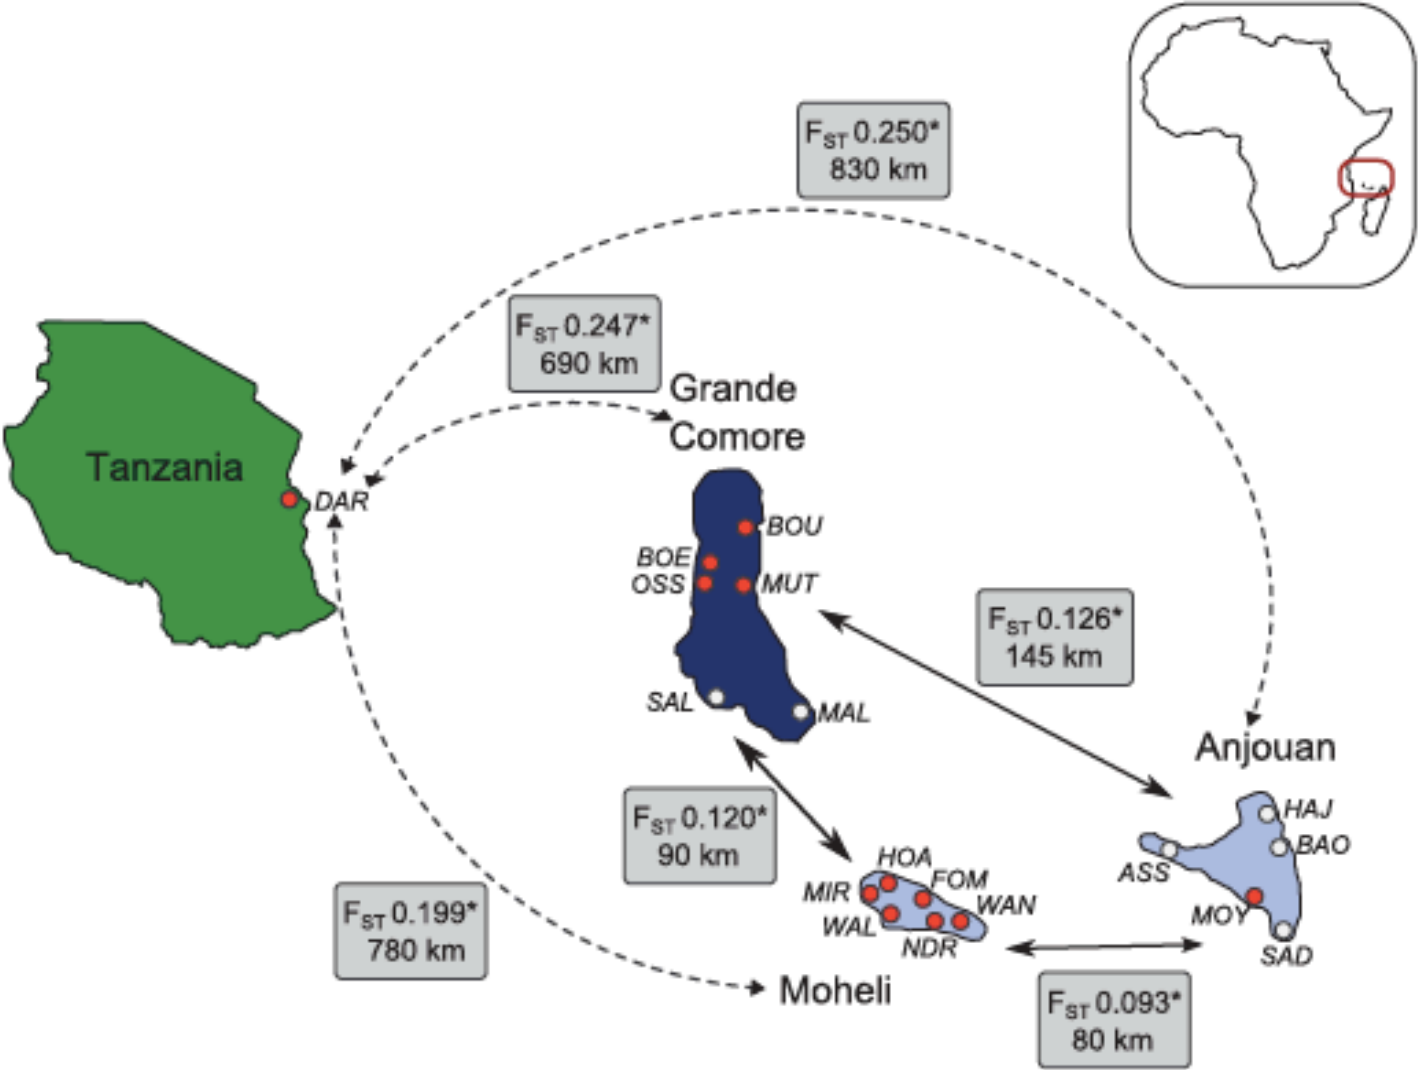 FST 0.250*
830 km
FST 0.247*
690 km
Grande
Comore
Tanzania
DAR
BOU
BOE
OSS
MUT
FST 0.126*
145 km
SAL
MAL
Anjouan
FST 0.120*
90 km
HAJ
BAO
ASS
MOY
SAD
HOA
MIR
FOM
WAN
WAL
NDR
FST 0.199*
780 km
Moheli
FST 0.093*
80 km